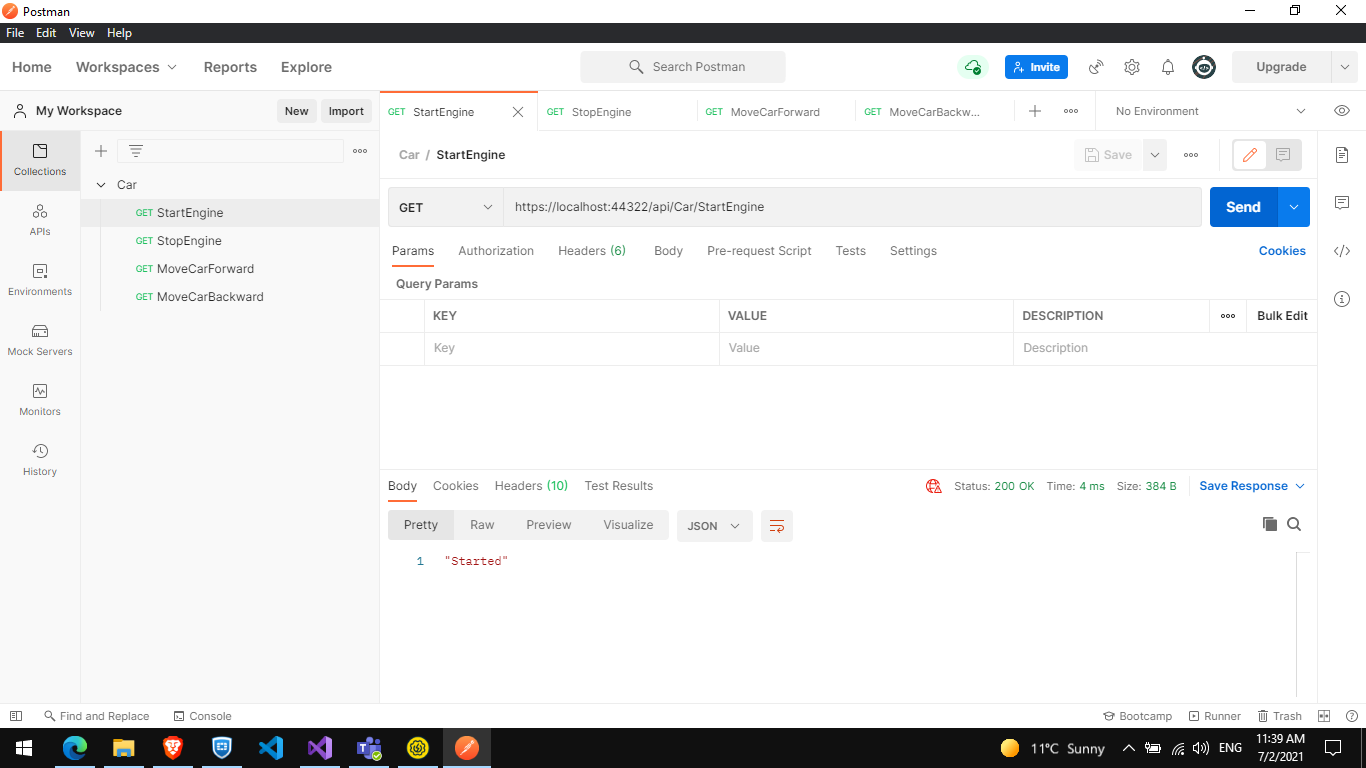 Postman
File Edit View Help
Home Workspaces Reports Explore Search Postman Invite Upgrade
My Workspace New Import
GET StartEngine GET StopEngine GET MoveCarForward GET MoveCarBackw... No Environment
Collections
APIs
Environments
Mock Servers
Monitors
History
Car
GET StartEngine
GET StopEngine
GET MoveCarForward
GET MoveCarBackward
Car / StartEngine Save
GET https://localhost:44322/api/Car/StartEngine Send
Params Authorization Headers (6) Body Pre-request Script Tests Settings Cookies
Query Params
KEY VALUE DESCRIPTION Bulk Edit
Key Value Description
Body Cookies Headers (10) Test Results Status: 200 OK Time: 4 ms Size: 384 B Save Response
Pretty Raw Preview Visualize JSON
1 "Started"
Find and Replace Console Bootcamp Runner Trash
11°C Sunny ENG 11:39 AM
7/2/2021